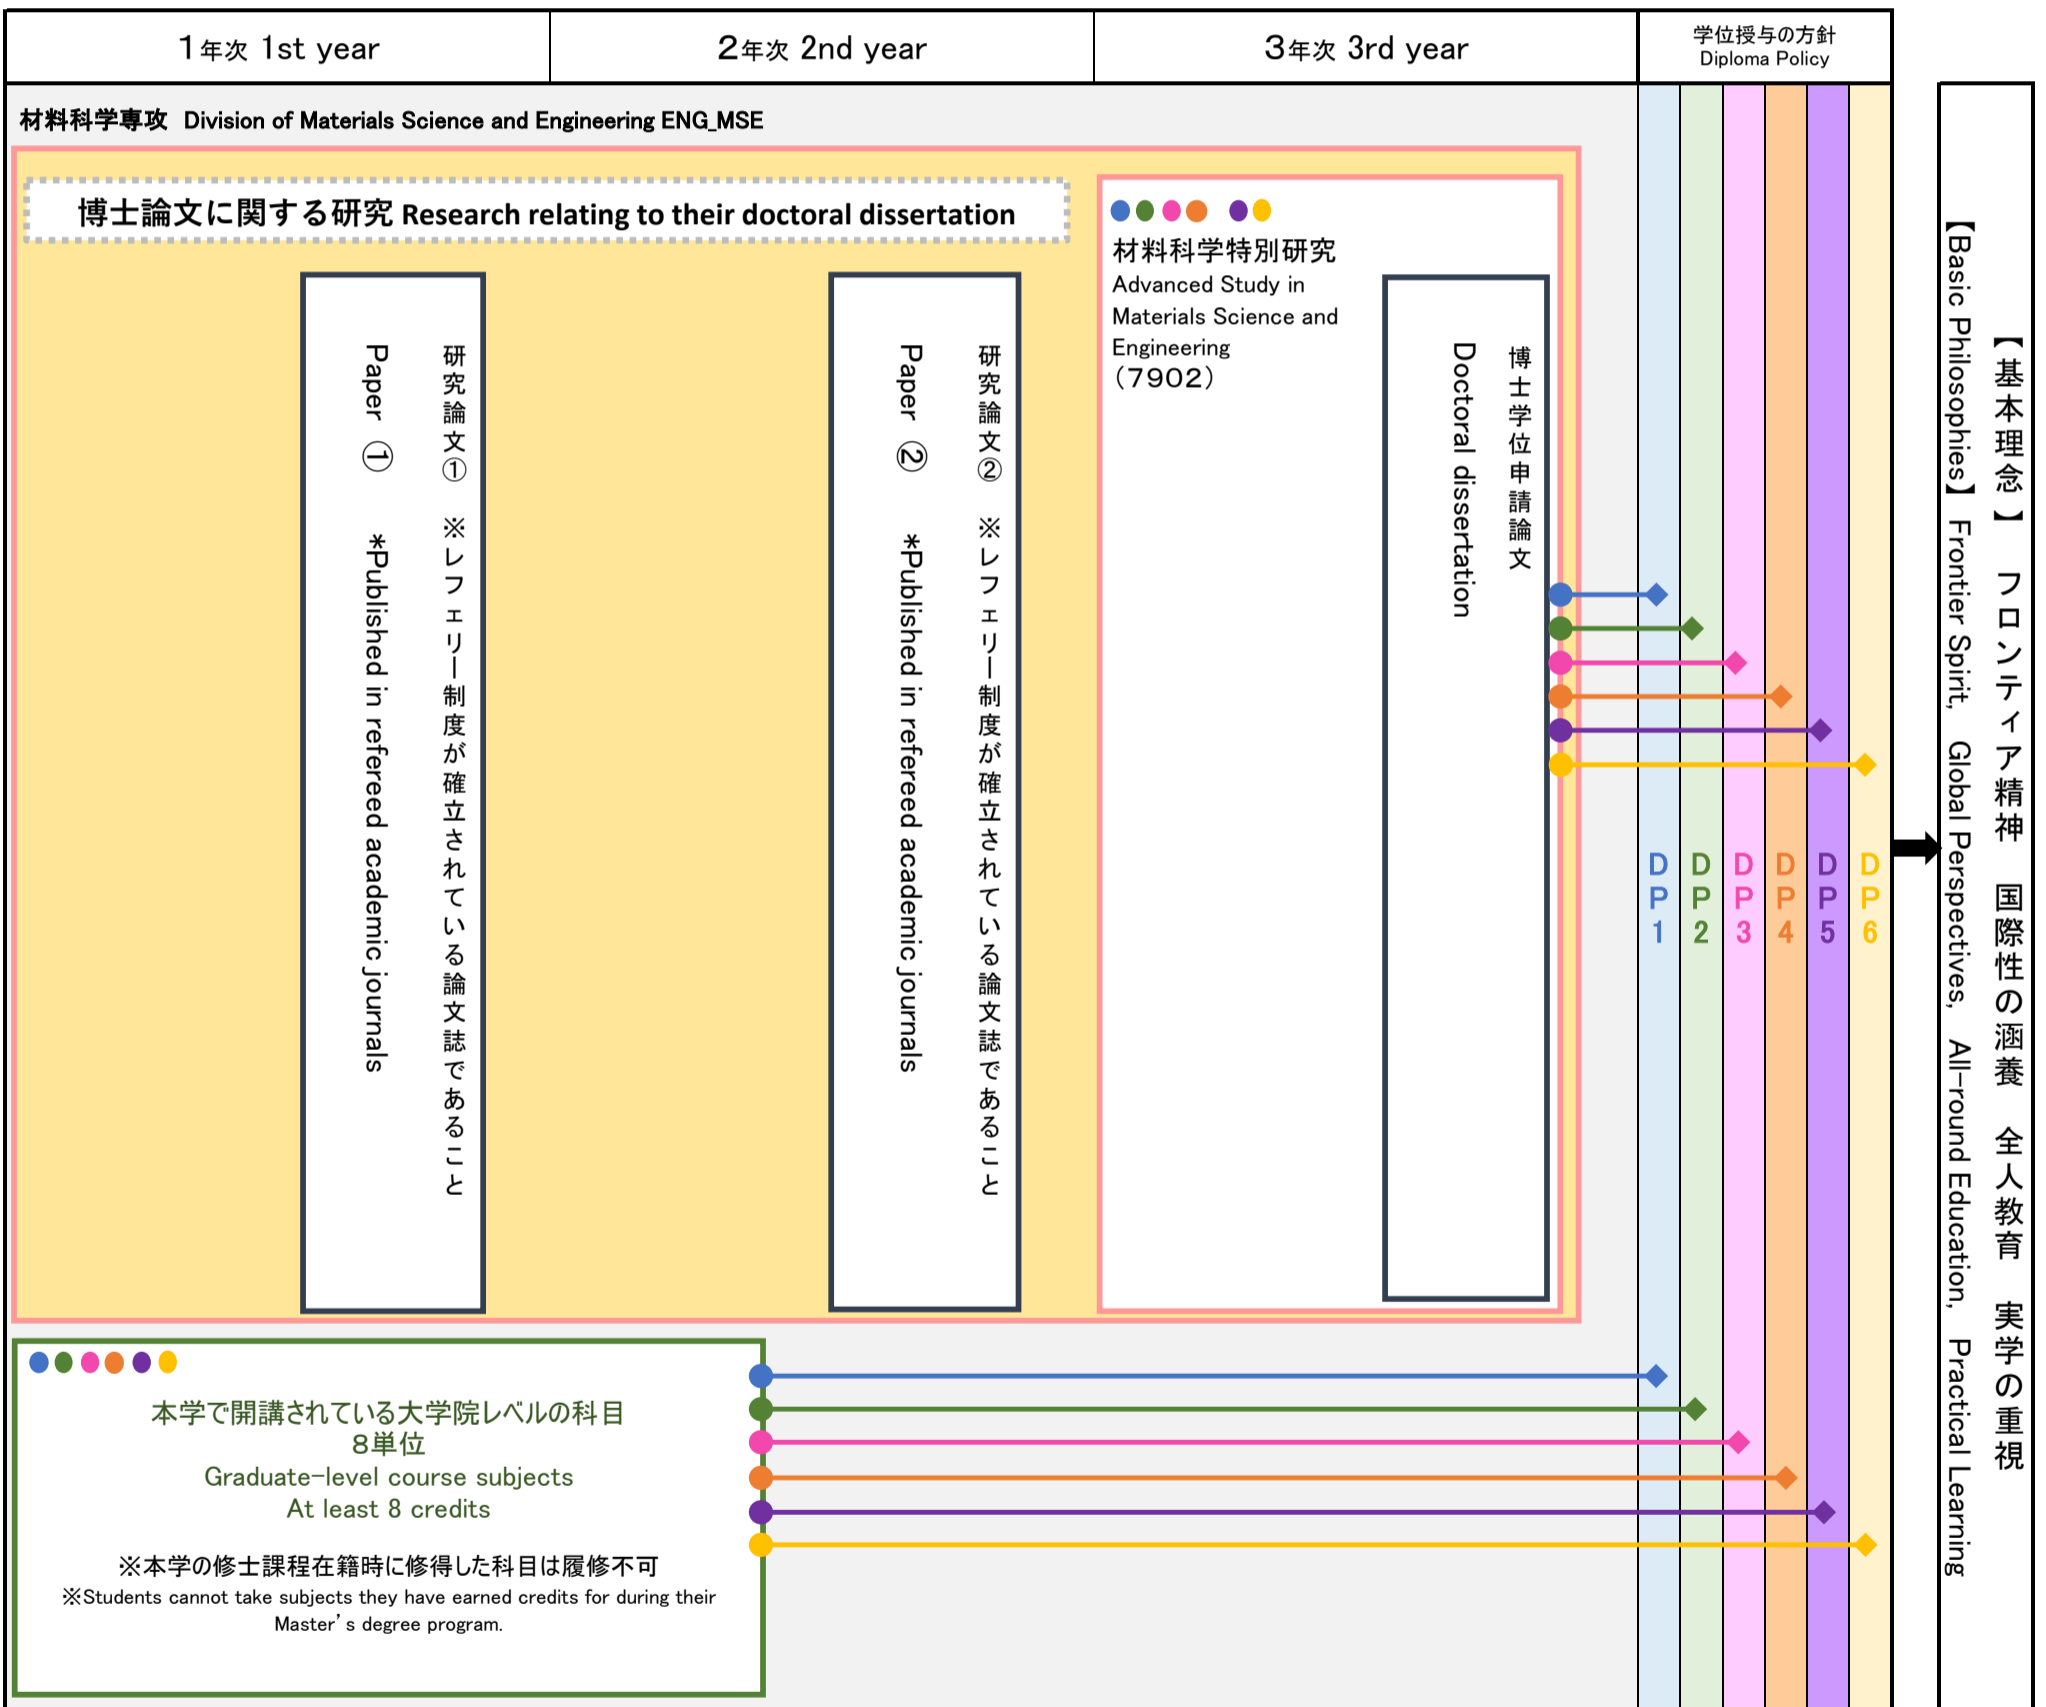 1年次 1st year
2年次 2nd year
3年次 3rd year
学位授与の方針
Diploma Policy
材料科学専攻 Division of Materials Science and Engineering ENG_MSE
博士論文に関する研究 Research relating to their doctoral dissertation
研究論文① ※レフェリー制度が確立されている論文誌であること
Paper ① *Published in refereed academic journals
研究論文② ※レフェリー制度が確立されている論文誌であること
Paper ② *Published in refereed academic journals
材料科学特別研究
Advanced Study in
Materials Science and
Engineering
(7902)
博士学位申請論文
Doctoral dissertation
DP1
DP2
DP3
DP4
DP5
DP6
【基本理念】 フロンティア精神 国際性の涵養 全人教育 実学の重視
【Basic Philosophies】 Frontier Spirit, Global Perspectives, All-round Education, Practical Learning
本学で開講されている大学院レベルの科目
8単位
Graduate-level course subjects
At least 8 credits
※本学の修士課程在籍時に修得した科目は履修不可
※Students cannot take subjects they have earned credits for during their
Master's degree program.